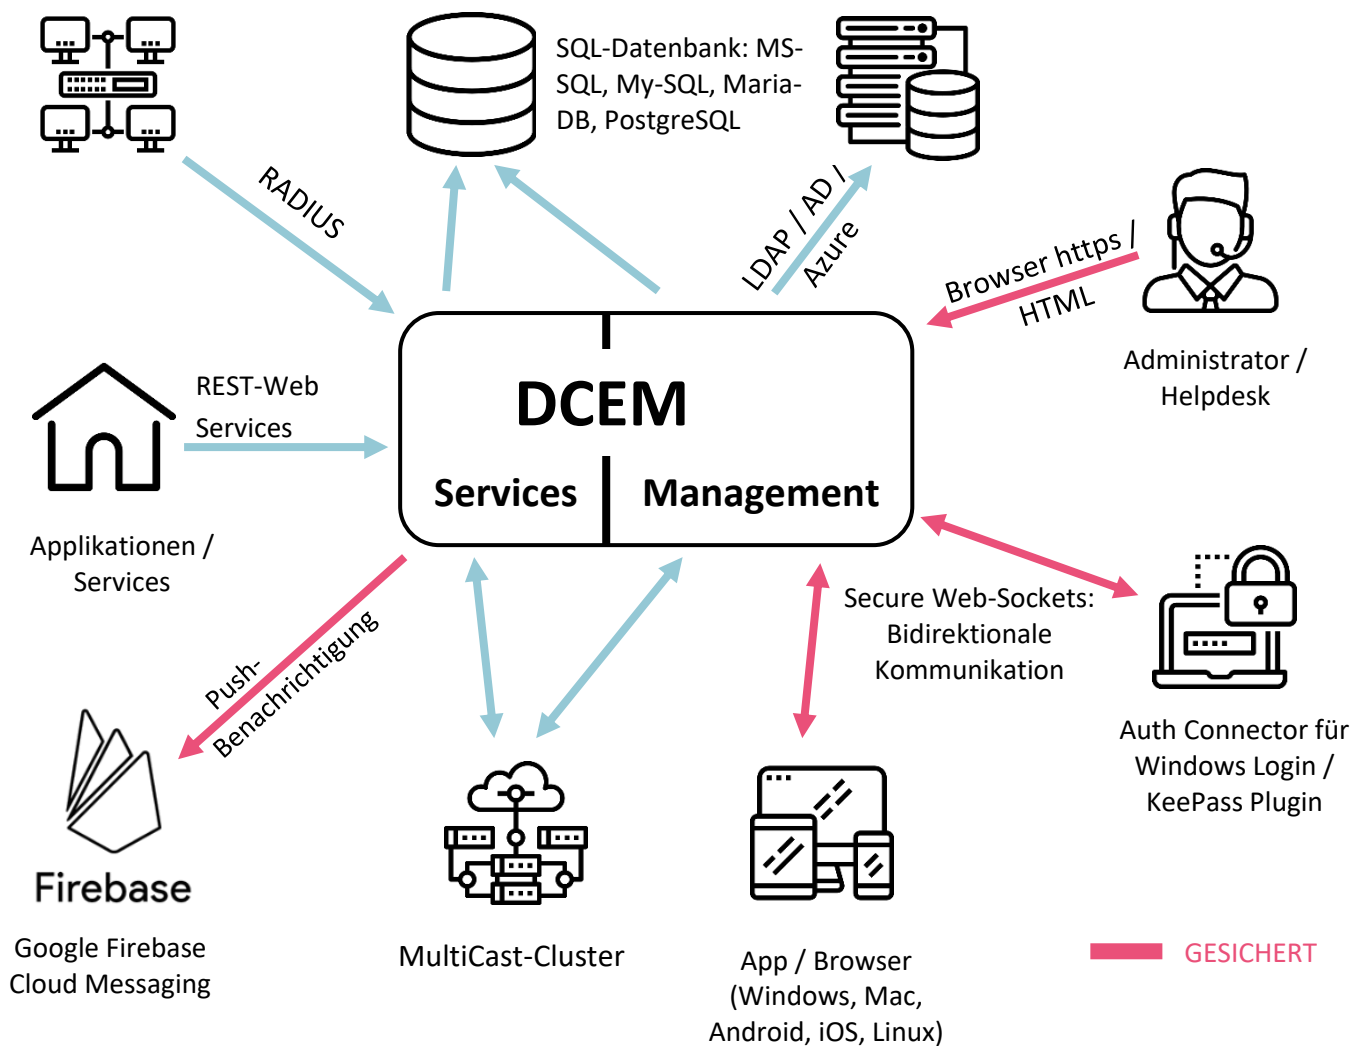 SQL-Datenbank: MS-
SQL, My-SQL, Maria-
DB, PostgreSQL
RADIUS
LDAP / AD /
Azure
Browser https /
HTML
Administrator /
Helpdesk
REST-Web
Services
Applikationen /
Services
DCEM
Services
Management
Push-
Benachrichtigung
Secure Web-Sockets:
Bidirektionale
Kommunikation
Auth Connector für
Windows Login /
KeePass Plugin
Firebase
Google Firebase
Cloud Messaging
MultiCast-Cluster
App / Browser
(Windows, Mac,
Android, iOS, Linux)
GESICHERT